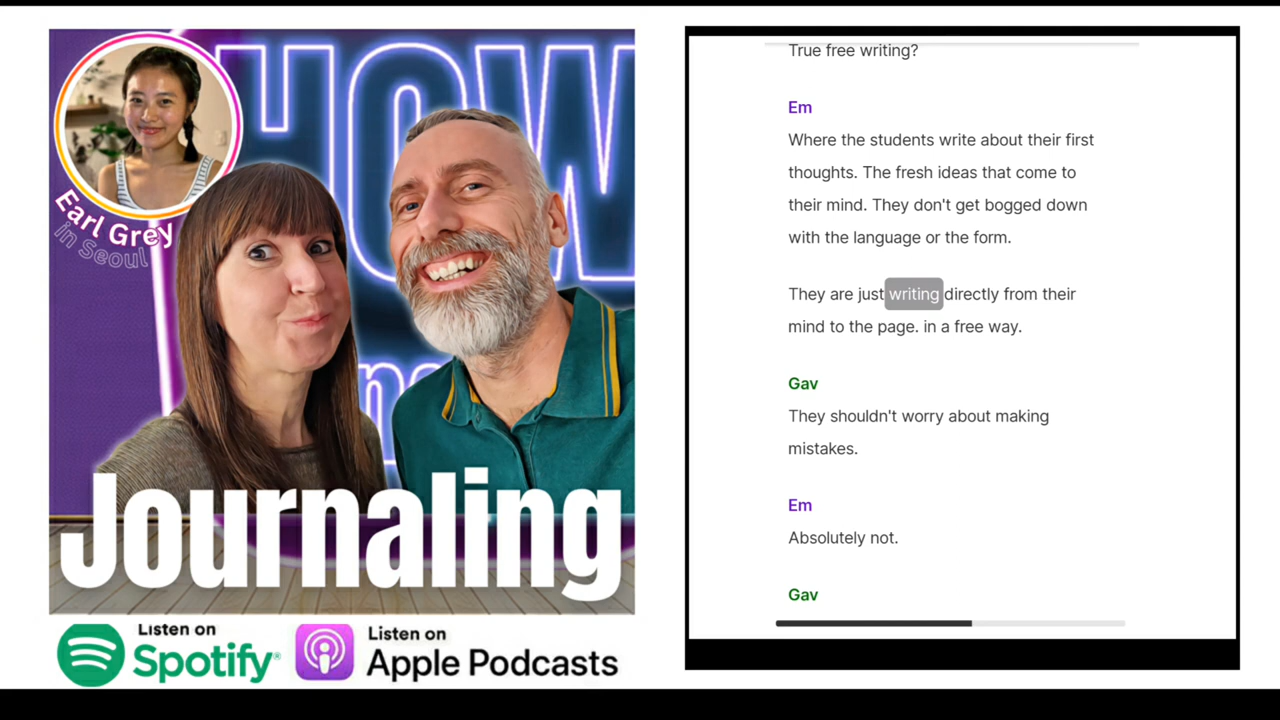 HOW
Earl Grey
in Seoul
Journaling
Listen on
Spotify
Listen on
Apple Podcasts
True free writing?
Em
Where the students write about their first
thoughts. The fresh ideas that come to
their mind. They don't get bogged down
with the language or the form.
They are just writing directly from their
mind to the page. in a free way.
Gav
They shouldn't worry about making
mistakes.
Em
Absolutely not.
Gav